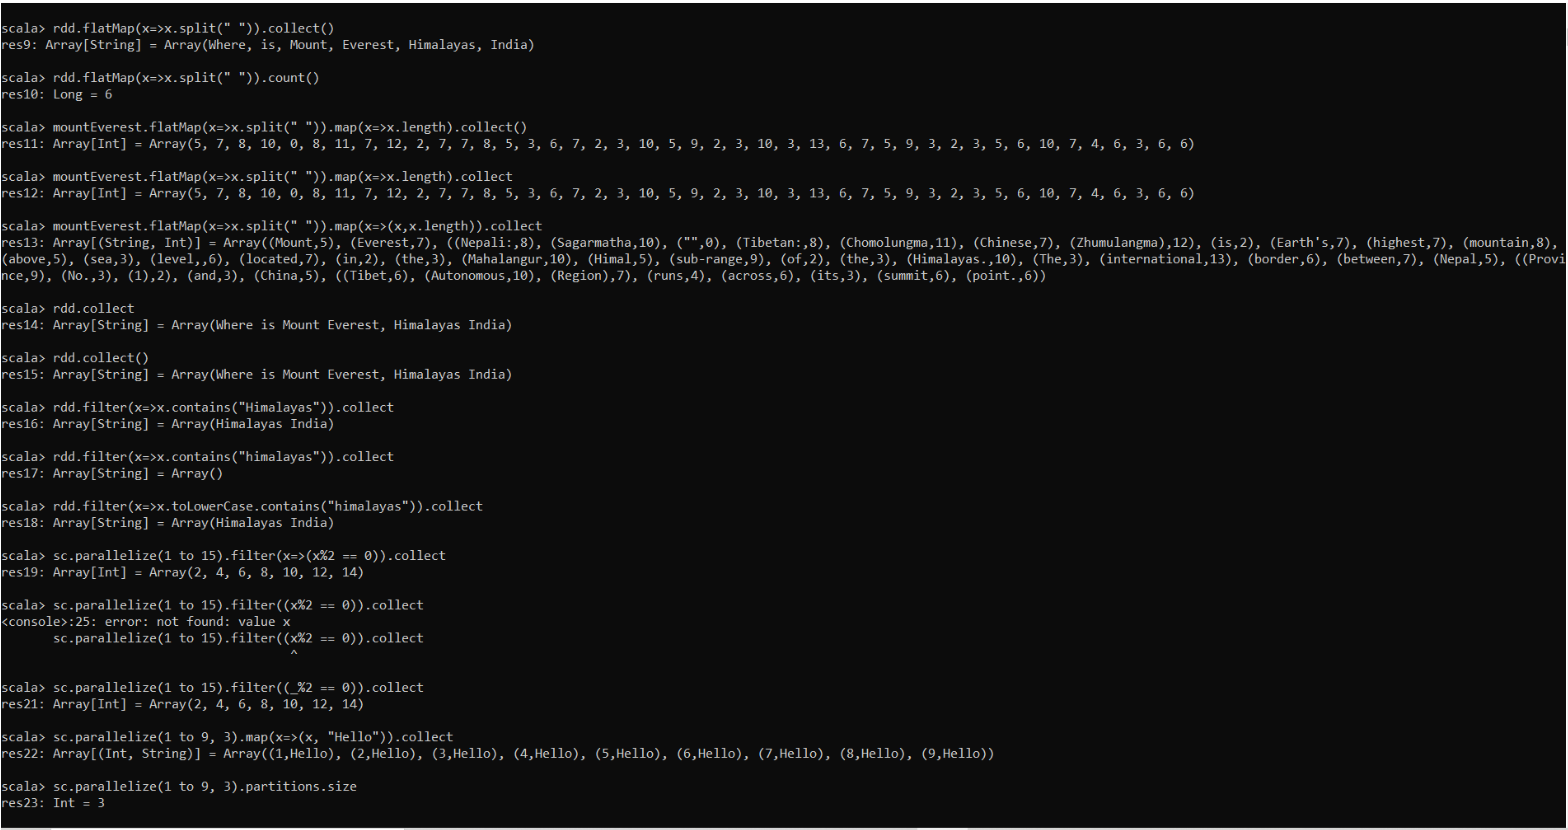 scala> rdd.flatMap(x=>x.split(" ")).collect()
res9: Array[String] = Array(Where, is, Mount, Everest, Himalayas, India)
scala> rdd.flatMap(x=>x.split(" ")).count()
res10: Long = 6
scala> mountEverest.flatMap(x=>x.split(" ")).map(x=>x.length).collect()
res11: Array[Int] = Array(5, 7, 8, 10, 0, 8, 11, 7, 12, 2, 7, 7, 8, 5, 3, 6, 7, 2, 3, 10, 5, 9, 2, 3, 10, 3, 13, 6, 7, 5, 9, 3, 2, 3, 5, 6, 10, 7, 4, 6, 3, 6, 6)
scala> mountEverest.flatMap(x=>x.split(" ")).map(x=>x.length).collect
res12: Array[Int] = Array(5, 7, 8, 10, 0, 8, 11, 7, 12, 2, 7, 7, 8, 5, 3, 6, 7, 2, 3, 10, 5, 9, 2, 3, 10, 3, 13, 6, 7, 5, 9, 3, 2, 3, 5, 6, 10, 7, 4, 6, 3, 6, 6)
scala> mountEverest.flatMap(x=>x.split(" ")).map(x=>(x,x.length)).collect
res13: Array[(String, Int)] = Array((Mount,5), (Everest,7), ((Nepali:,8), (Sagarmatha,10), ("",0), (Tibetan:,8), (Chomolungma,11), (Chinese,7), (Zhumulangma),12), (is,2), (Earth's,7), (highest,7), (mountain,8),
(above,5), (sea,3), (level,,6), (located,7), (in,2), (the,3), (Mahalangur,10), (Himal,5), (sub-range,9), (of,2), (the,3), (Himalayas.,10), (The,3), (international,13), (border,6), (between,7), (Nepal,5), ((Provi
nce,9), (No.,3), (1),2), (and,3), (China,5), ((Tibet,6), (Autonomous,10), (Region),7), (runs,4), (across,6), (its,3), (summit,6), (point.,6))
scala> rdd.collect
res14: Array[String] = Array(Where is Mount Everest, Himalayas India)
scala> rdd.collect()
res15: Array[String] = Array(Where is Mount Everest, Himalayas India)
scala> rdd.filter(x=>x.contains("Himalayas")).collect
res16: Array[String] = Array(Himalayas India)
scala> rdd.filter(x=>x.contains("himalayas")).collect
res17: Array[String] = Array()
scala> rdd.filter(x=>x.toLowerCase.contains("himalayas")).collect
res18: Array[String] = Array(Himalayas India)
scala> sc.parallelize(1 to 15).filter(x=>(x%2 == 0)).collect
res19: Array[Int] = Array(2, 4, 6, 8, 10, 12, 14)
scala> sc.parallelize(1 to 15).filter((x%2 == 0)).collect
<console>:25: error: not found: value x
sc.parallelize(1 to 15).filter((x%2 == 0)).collect
^
scala> sc.parallelize(1 to 15).filter((_%2 == 0)).collect
res21: Array[Int] = Array(2, 4, 6, 8, 10, 12, 14)
scala> sc.parallelize(1 to 9, 3).map(x=>(x, "Hello")).collect
res22: Array[(Int, String)] = Array((1,Hello), (2,Hello), (3,Hello), (4,Hello), (5,Hello), (6,Hello), (7,Hello), (8,Hello), (9,Hello))
scala> sc.parallelize(1 to 9, 3).partitions.size
res23: Int = 3